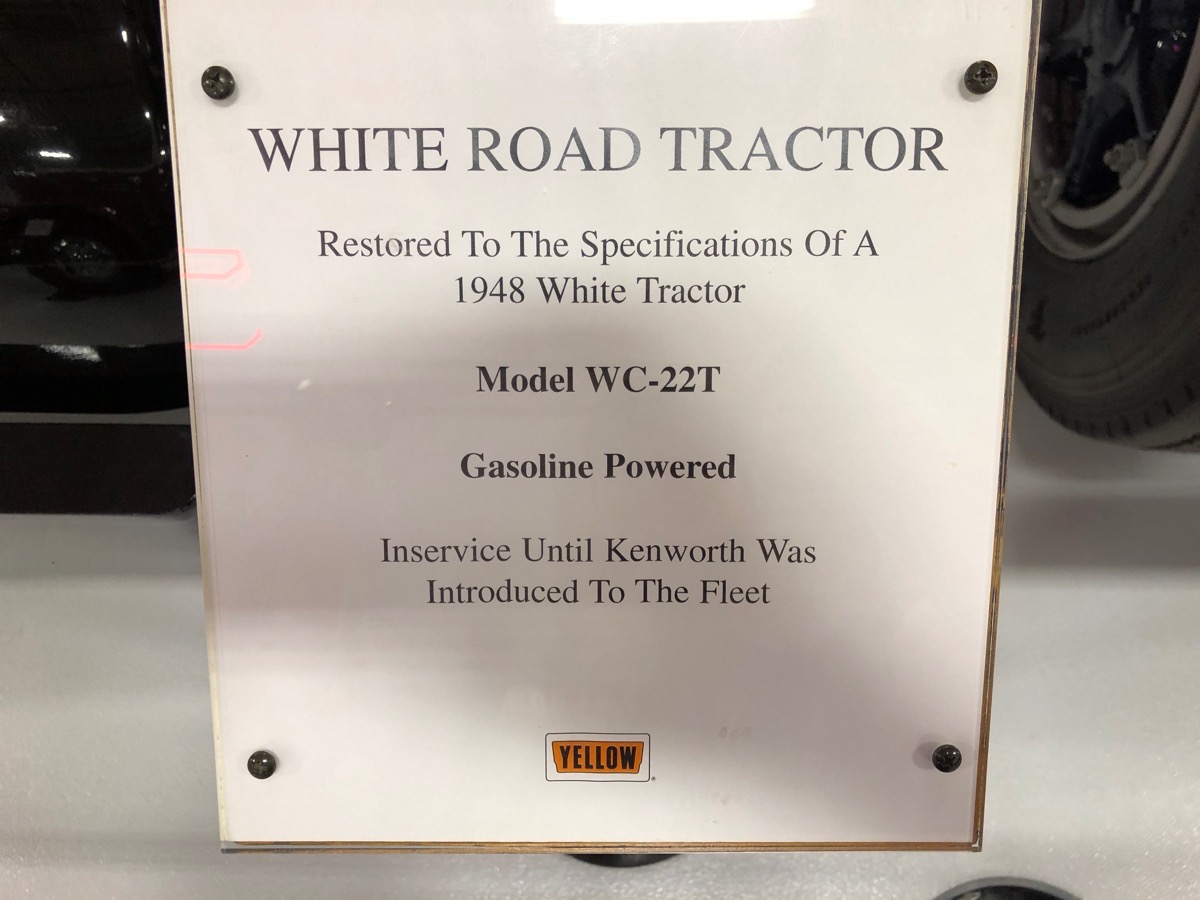 WHITE ROAD TRACTOR
Restored To The Specifications Of A
1948 White Tractor
Model WC-22T
Gasoline Powered
Inservice Until Kenworth Was
Introduced To The Fleet
YELLOW